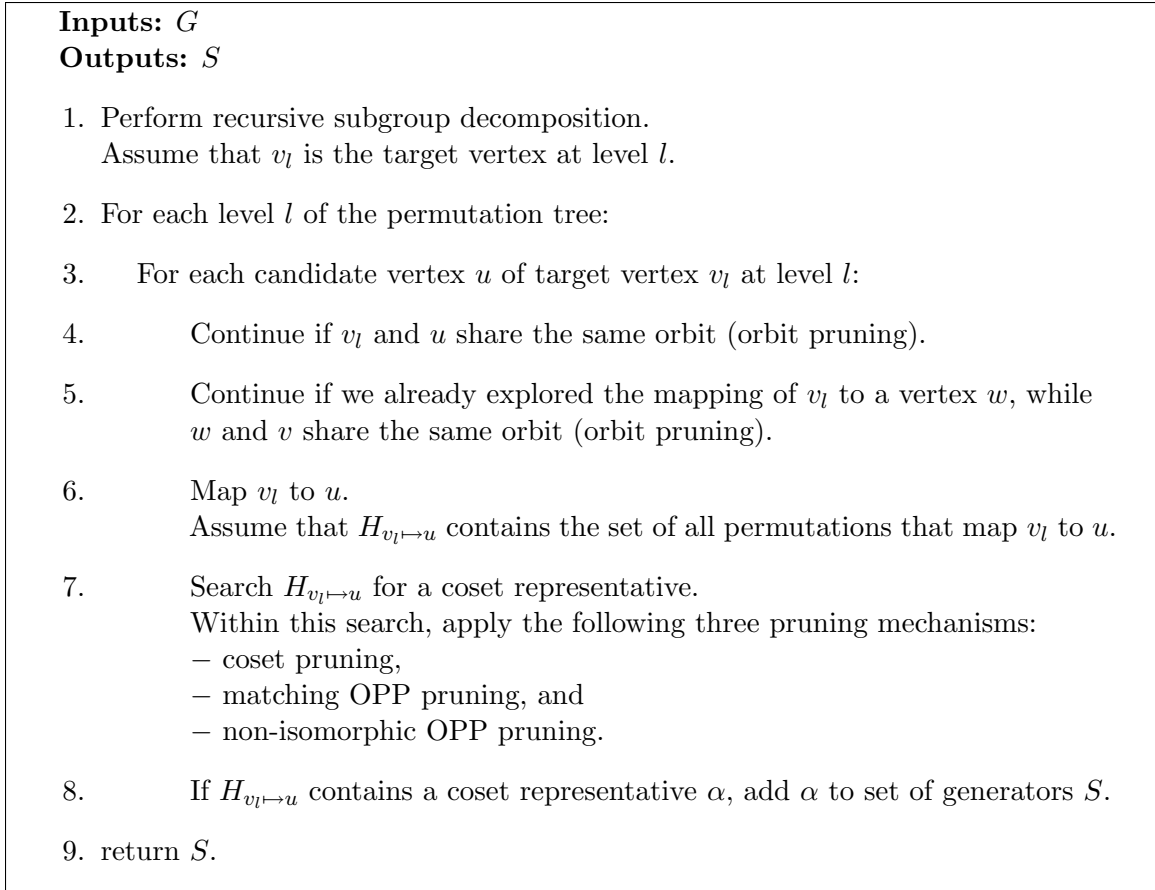 Inputs: G
Outputs: S
1. Perform recursive subgroup decomposition.
Assume that v_l is the target vertex at level l.
2. For each level l of the permutation tree:
3. For each candidate vertex u of target vertex v_l at level l:
4. Continue if v_l and u share the same orbit (orbit pruning).
5. Continue if we already explored the mapping of v_l to a vertex w, while
w and v share the same orbit (orbit pruning).
6. Map v_l to u.
Assume that H_{v_l↦u} contains the set of all permutations that map v_l to u.
7. Search H_{v_l↦u} for a coset representative.
Within this search, apply the following three pruning mechanisms:
– coset pruning,
– matching OPP pruning, and
– non-isomorphic OPP pruning.
8. If H_{v_l↦u} contains a coset representative α, add α to set of generators S.
9. return S.